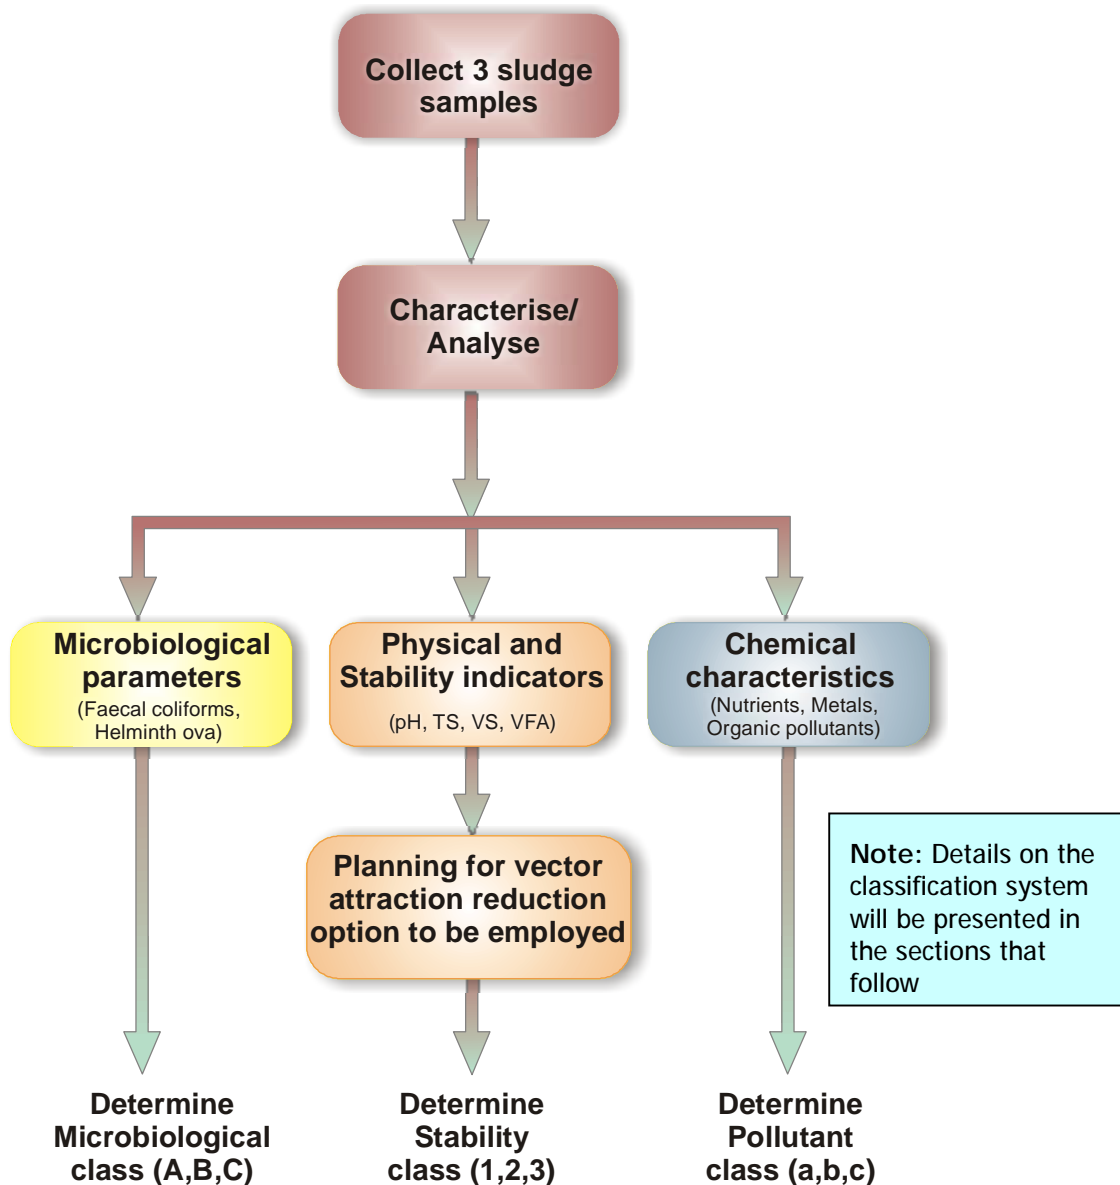 Collect 3 sludge
samples
Characterise/
Analyse
Microbiological
parameters
(Faecal coliforms,
Helminth ova)
Physical and
Stability indicators
(pH, TS, VS, VFA)
Chemical
characteristics
(Nutrients, Metals,
Organic pollutants)
Planning for vector
attraction reduction
option to be employed
Note: Details on the
classification system
will be presented in
the sections that
follow
Determine
Microbiological
class (A,B,C)
Determine
Stability
class (1,2,3)
Determine
Pollutant
class (a,b,c)